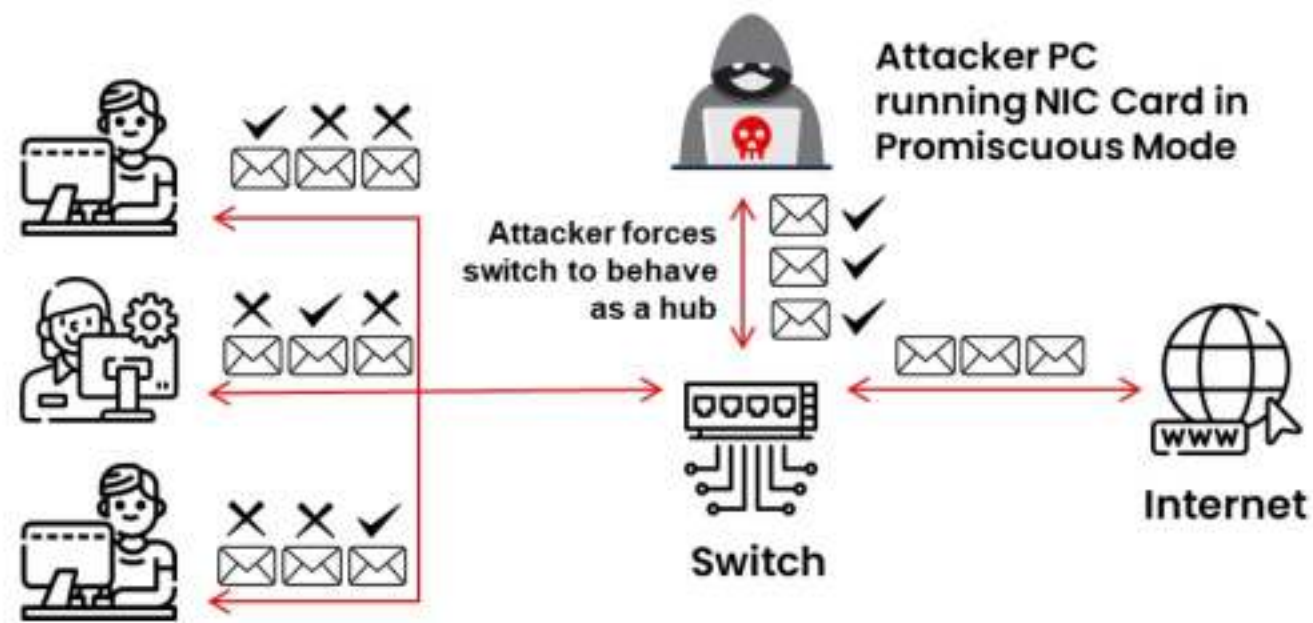 Attacker PC
running NIC Card in
Promiscuous Mode
Attacker forces
switch to behave
as a hub
www
Internet
Switch